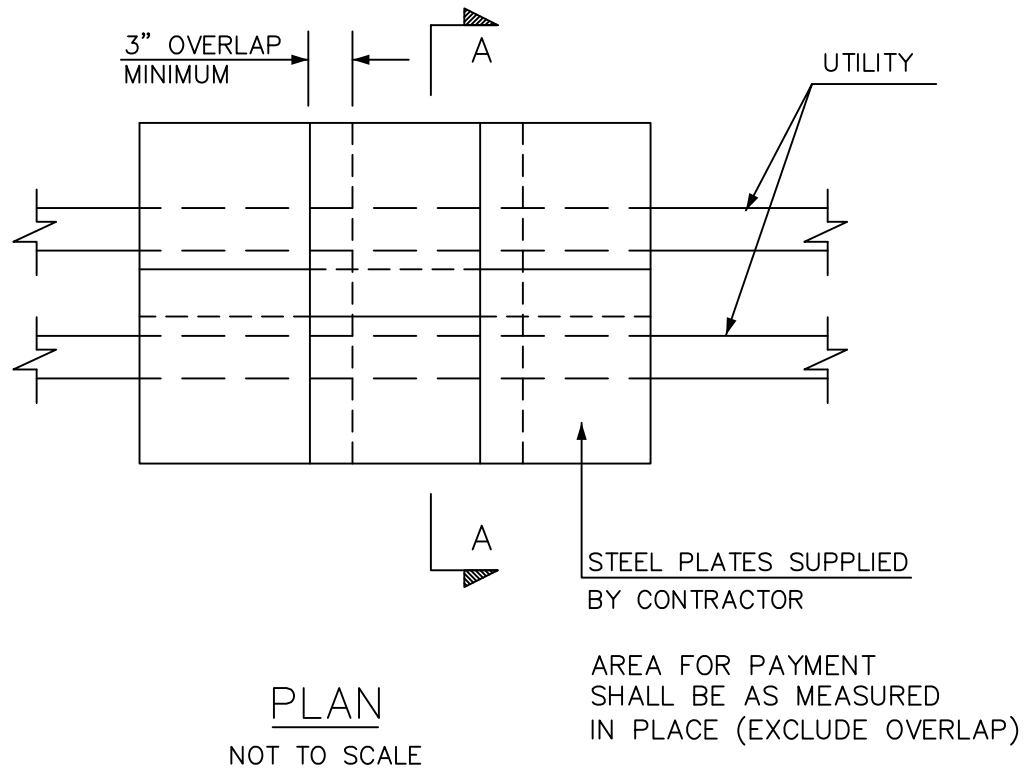 3" OVERLAP
MINIMUM
A
UTILITY
A
STEEL PLATES SUPPLIED
BY CONTRACTOR
AREA FOR PAYMENT
SHALL BE AS MEASURED
IN PLACE (EXCLUDE OVERLAP)
PLAN
NOT TO SCALE